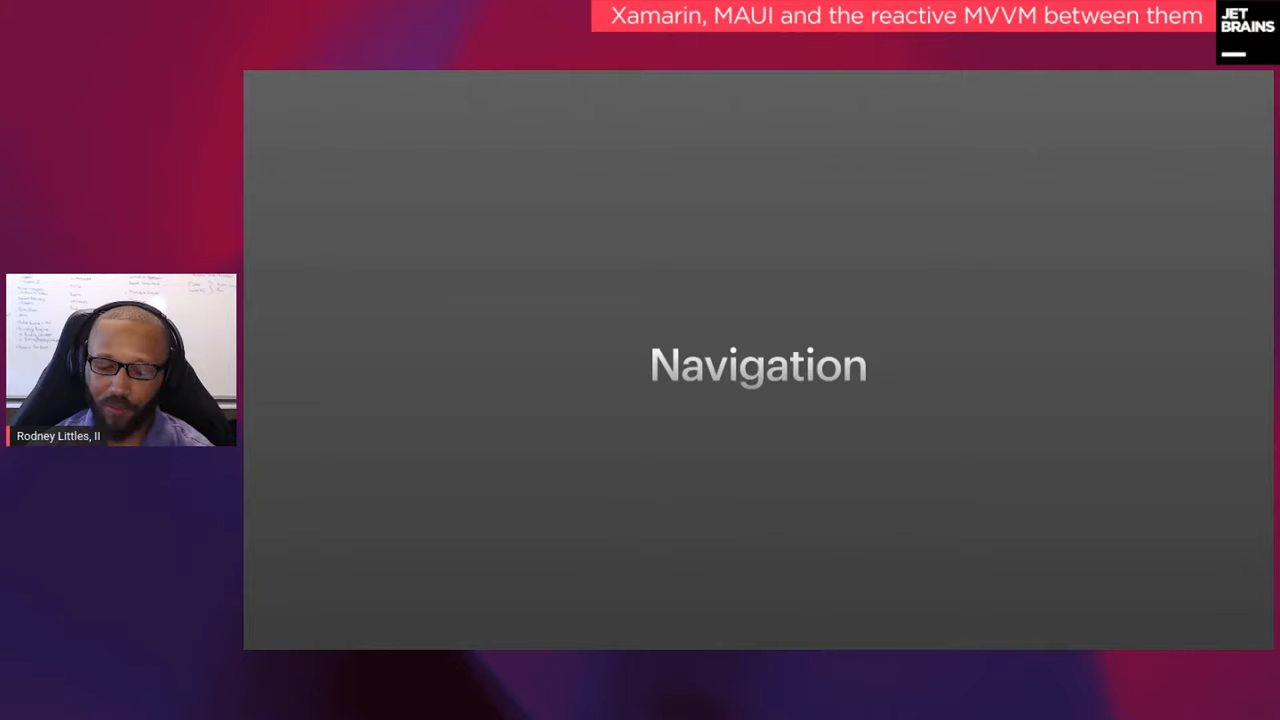 Xamarin, MAUI and the reactive MVVM between them
JET
BRAINS
Navigation
Rodney Littles, II